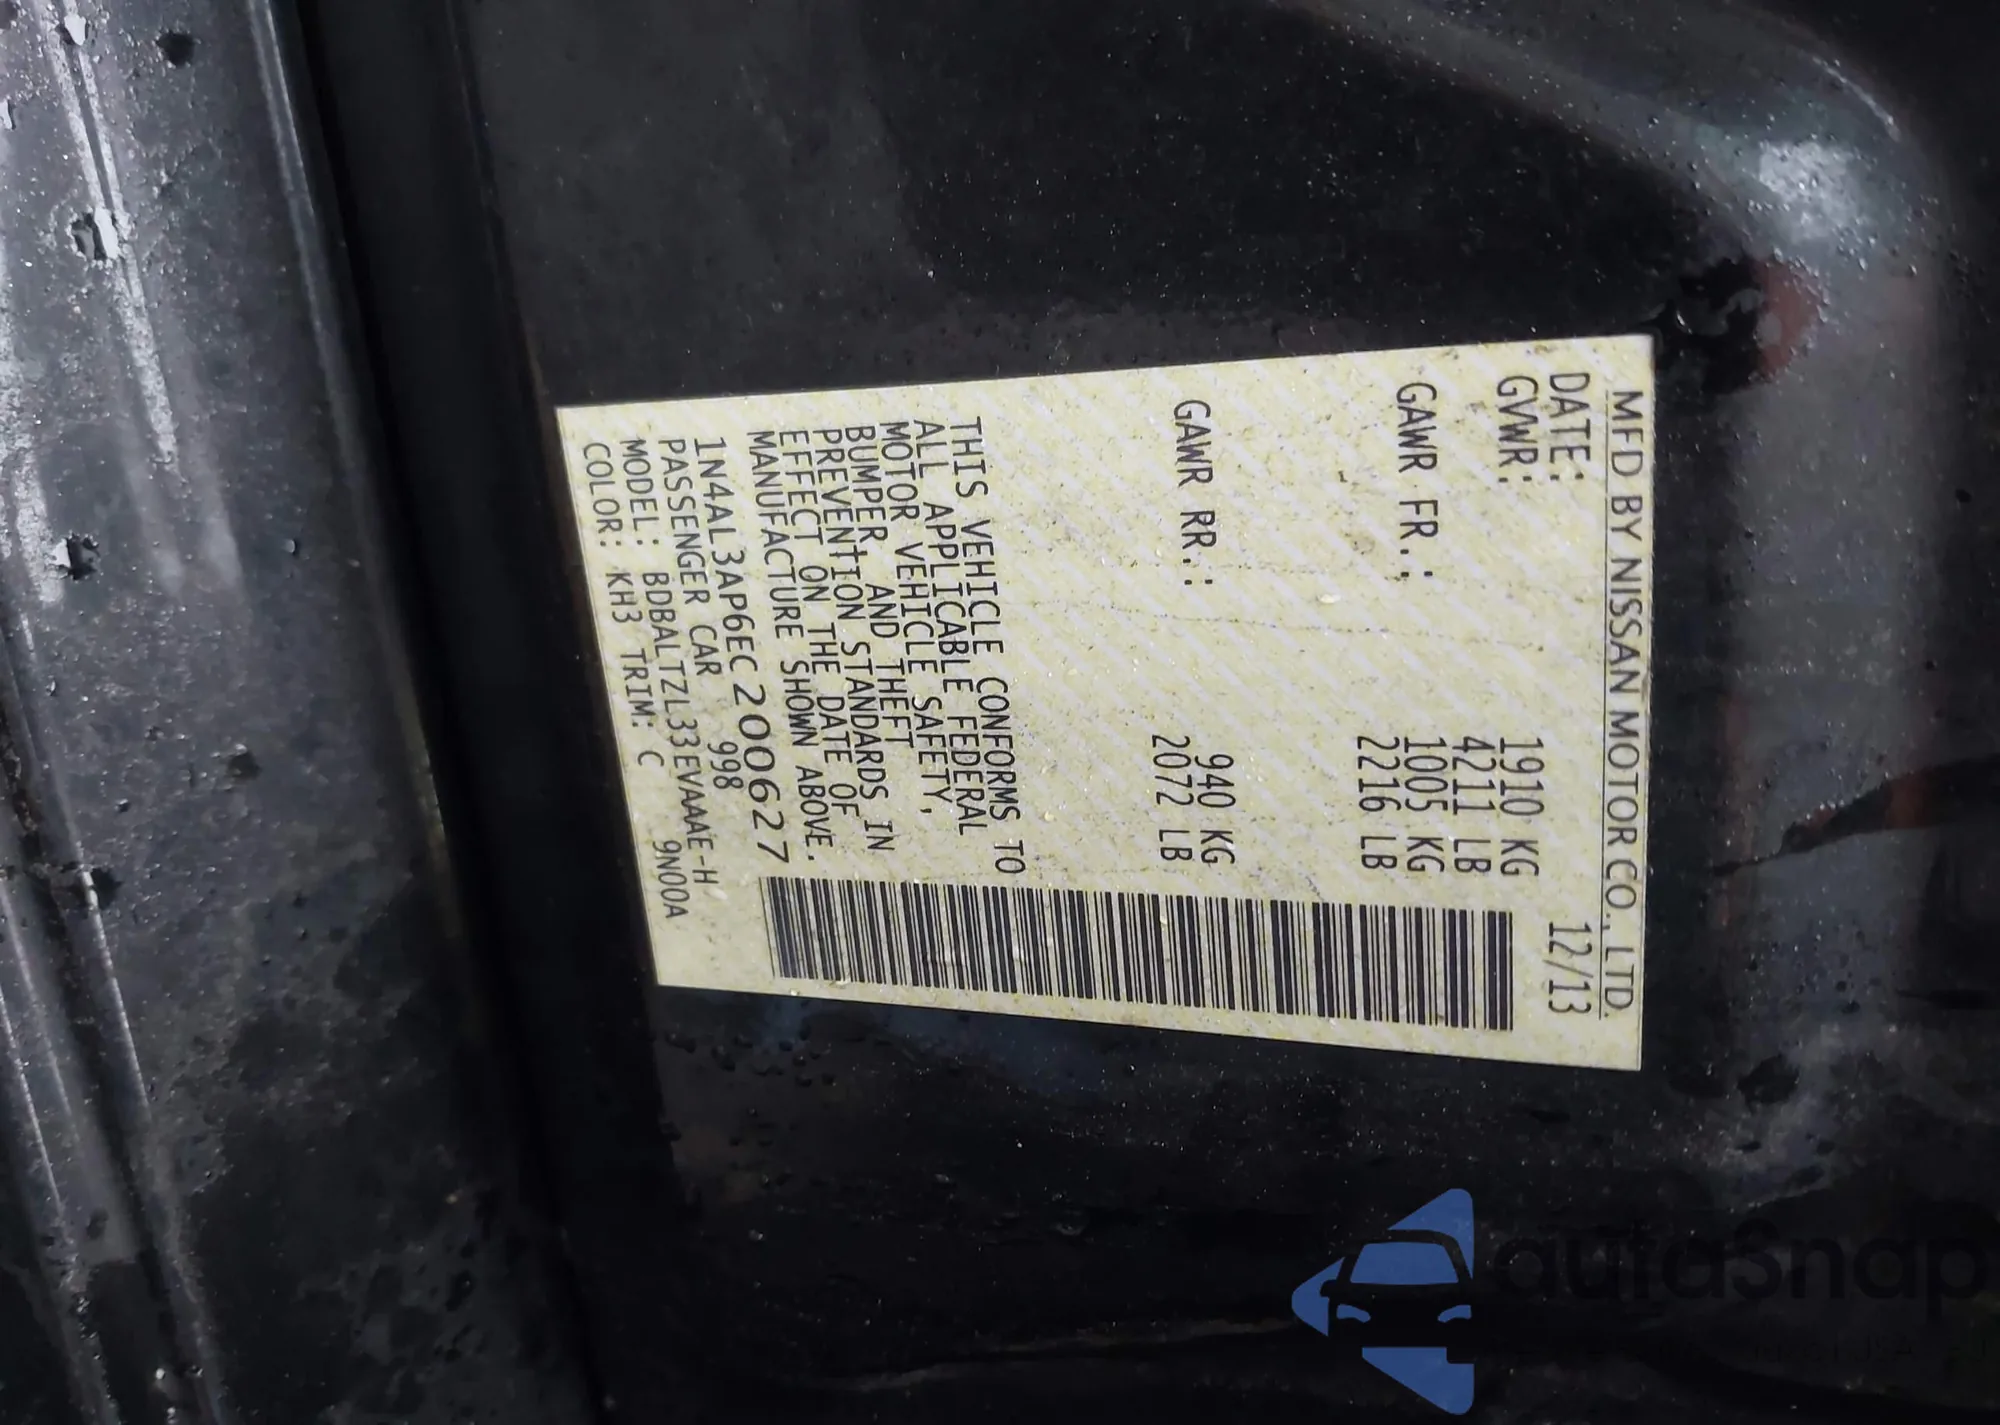 MFD BY NISSAN MOTOR CO., LTD.
DATE: 12/13
GVWR: 1910 KG
4211 LB
GAWR FR.: 1005 KG
2216 LB
GAWR RR.: 940 KG
2072 LB
THIS VEHICLE CONFORMS TO
ALL APPLICABLE FEDERAL
MOTOR VEHICLE SAFETY,
BUMPER, AND THEFT
PREVENTION STANDARDS IN
EFFECT ON THE DATE OF
MANUFACTURE SHOWN ABOVE.
1N4AL3AP6EC200627
PASSENGER CAR 998
MODEL: BDBALTZL33EVAAAE-H
COLOR: KH3 TRIM: C 9N00A
autaSnap